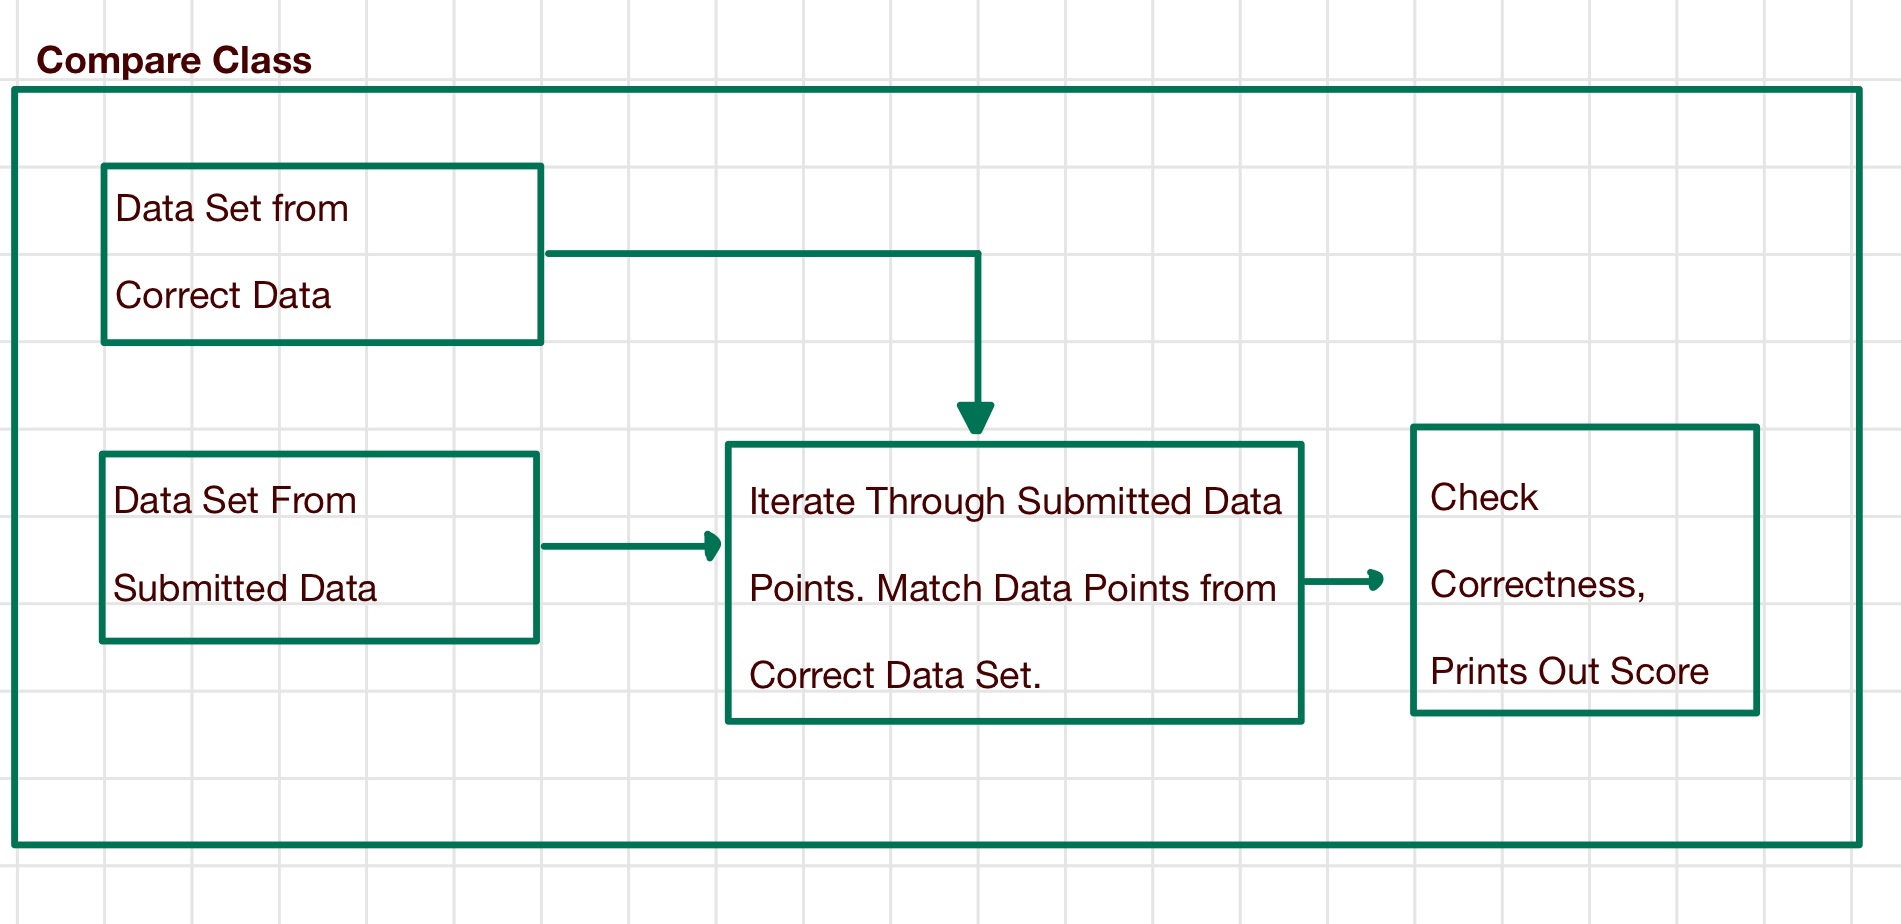 Compare Class
Data Set from
Correct Data
Data Set From
Submitted Data
Iterate Through Submitted Data
Points. Match Data Points from
Correct Data Set.
Check
Correctness,
Prints Out Score